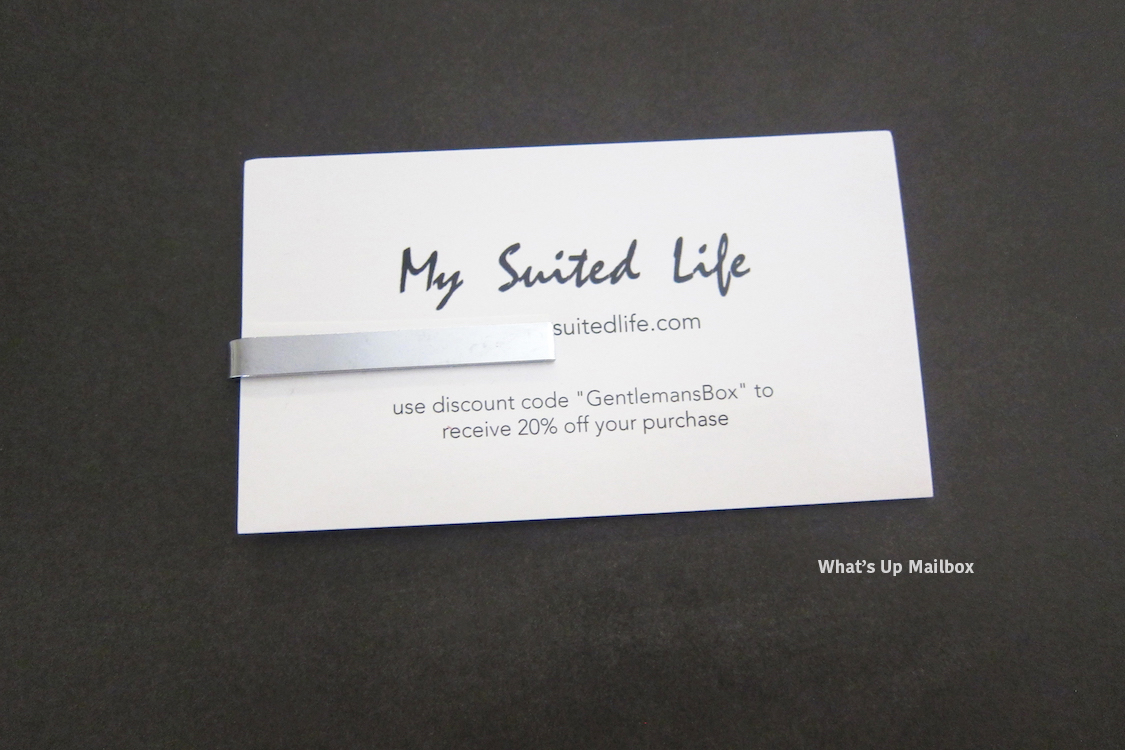 My Suited Life
suitedlife.com
use discount code "GentlemansBox" to
receive 20% off your purchase
What's Up Mailbox